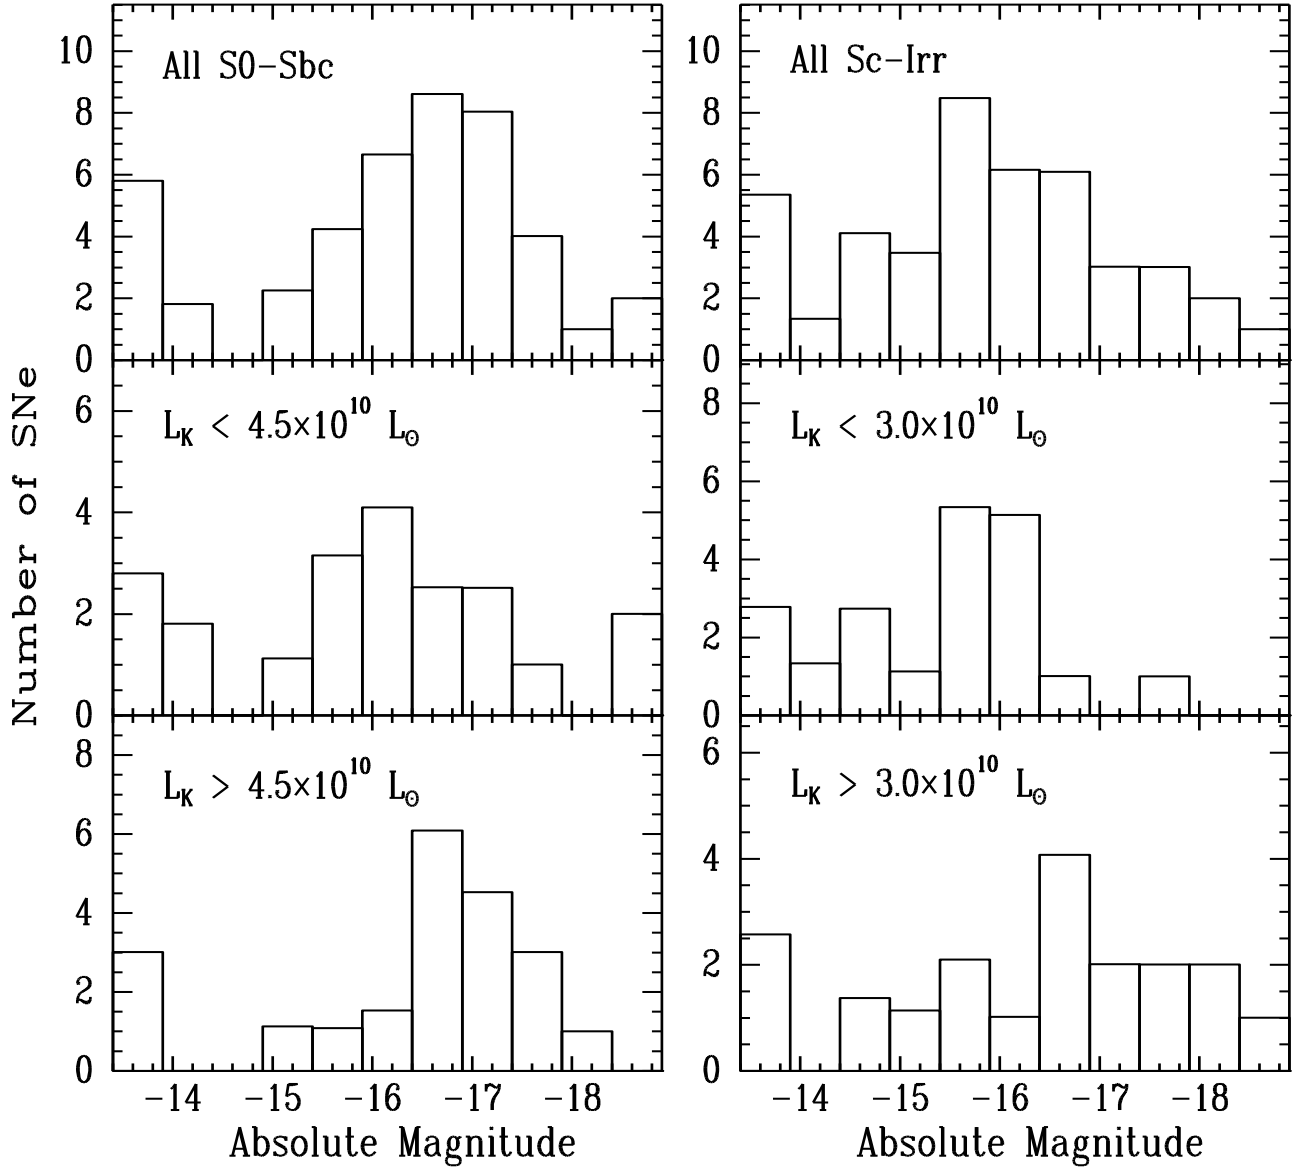 All S0-Sbc
10
8
6
4
2
0
All Sc-Irr
10
8
6
4
2
0
Number of SNe
L_K < 4.5×10^10 L_⊙
6
4
2
0
L_K < 3.0×10^10 L_⊙
8
6
4
2
0
L_K > 4.5×10^10 L_⊙
8
6
4
2
0
L_K > 3.0×10^10 L_⊙
6
4
2
0
-14 -15 -16 -17 -18
-14 -15 -16 -17 -18
Absolute Magnitude
Absolute Magnitude